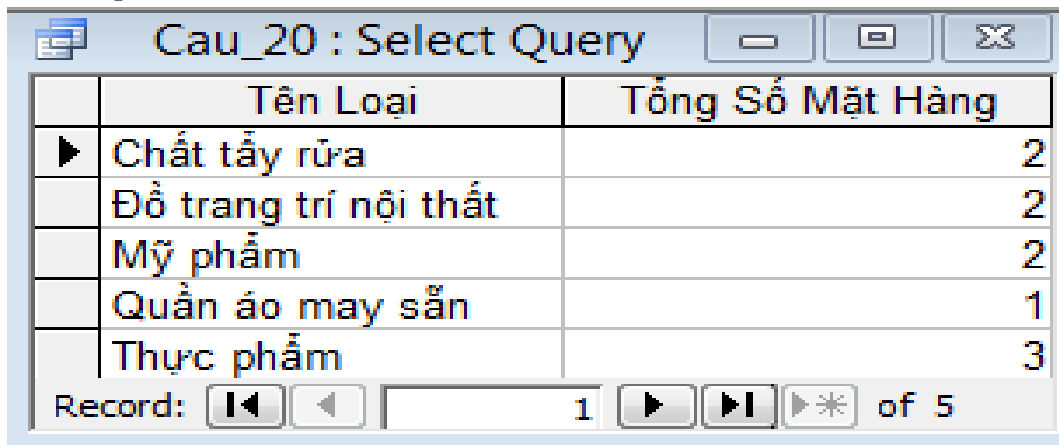 Cau_20 : Select Query
Tên Loại Tổng Số Mặt Hàng
Chất tẩy rửa 2
Đồ trang trí nội thất 2
Mỹ phẩm 2
Quần áo may sẵn 1
Thực phẩm 3
Record: 1 of 5